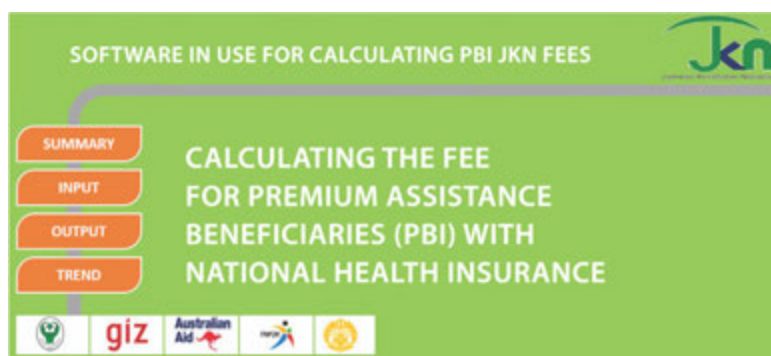 SOFTWARE IN USE FOR CALCULATING PBI JKN FEES
Jkn
SUMMARY
INPUT
OUTPUT
TREND
CALCULATING THE FEE
FOR PREMIUM ASSISTANCE
BENEFICIARIES (PBI) WITH
NATIONAL HEALTH INSURANCE
giz
Australian
Aid